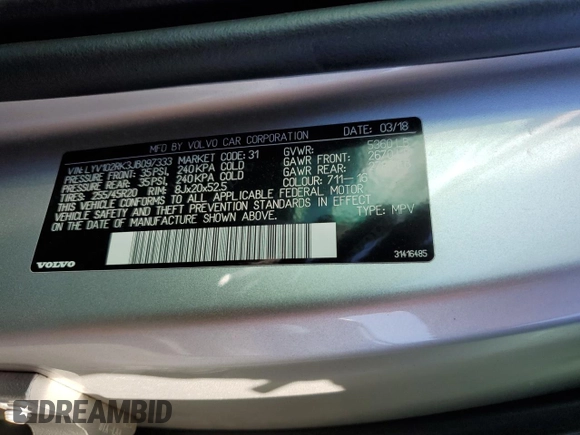 MFD BY VOLVO CAR CORPORATION DATE: 03/18
VIN: LYV102RK3JB097333 MARKET CODE: 31 GVWR: 5360 LB
PRESSURE FRONT: 35PSI, 240KPA COLD GAWR FRONT:
PRESSURE REAR: 35PSI, 240KPA COLD GAWR REAR:
TIRES: 255/45R20 RIM: 8Jx20x52.5 COLOUR: 711-
THIS VEHICLE CONFORMS TO ALL APPLICABLE FEDERAL MOTOR
VEHICLE SAFETY AND THEFT PREVENTION STANDARDS IN EFFECT
ON THE DATE OF MANUFACTURE SHOWN ABOVE. TYPE: MPV
VOLVO
31416485
DREAMBID